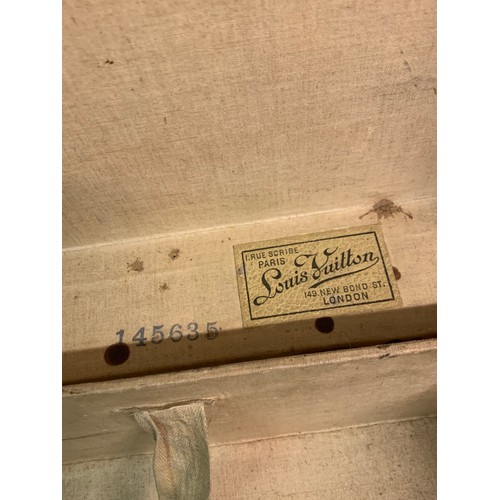 1. RUE SCRIBE
PARIS
Louis Vuitton
149 NEW BOND ST.
LONDON
145635